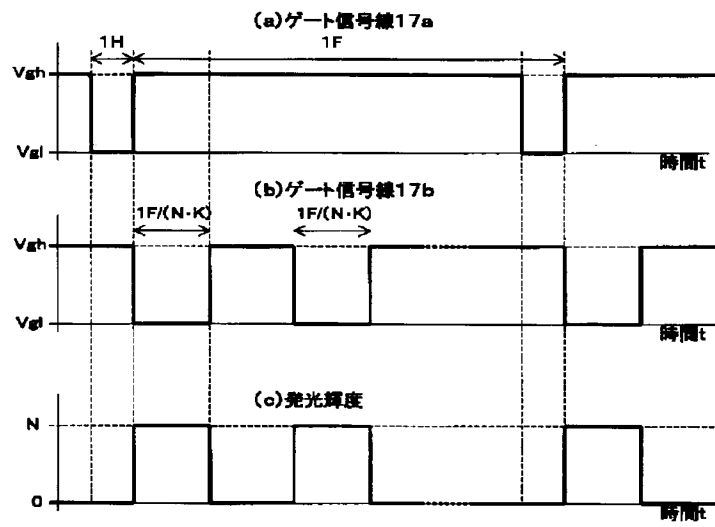 (a)ゲート信号線17a
1H
1F
Vgh
Vgl
時間t
(b)ゲート信号線17b
1F/(N・K)
1F/(N・K)
Vgh
Vgl
時間t
(c)発光輝度
N
0
時間t